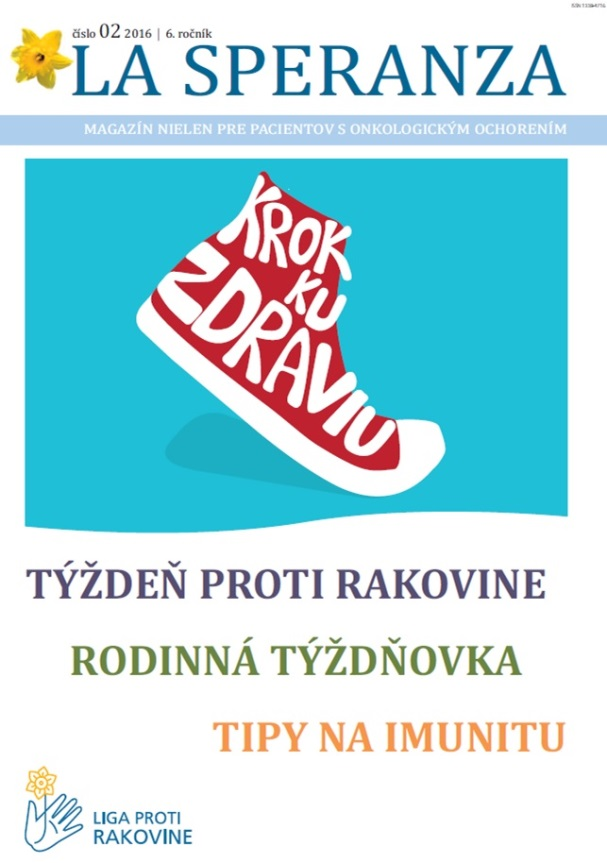 číslo 02 2016 | 6. ročník
LA SPERANZA
MAGAZÍN NIELEN PRE PACIENTOV S ONKOLOGICKÝM OCHORENÍM
KROK
KU
ZDRAVIU
TÝŽDEŇ PROTI RAKOVINE
RODINNÁ TÝŽDŇOVKA
TIPY NA IMUNITU
LIGA PROTI
RAKOVINE